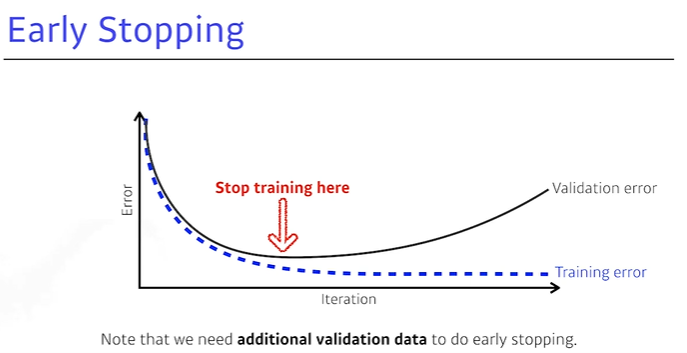 Early Stopping
Stop training here
Error
Validation error
Training error
Iteration
Note that we need additional validation data to do early stopping.